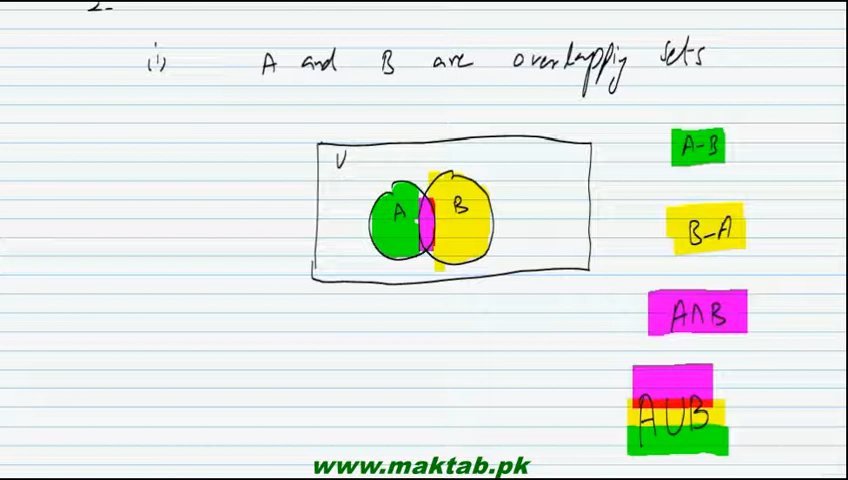 i) A and B are overlapping sets
U
A B
A-B
B-A
A∩B
A∪B
www.maktab.pk